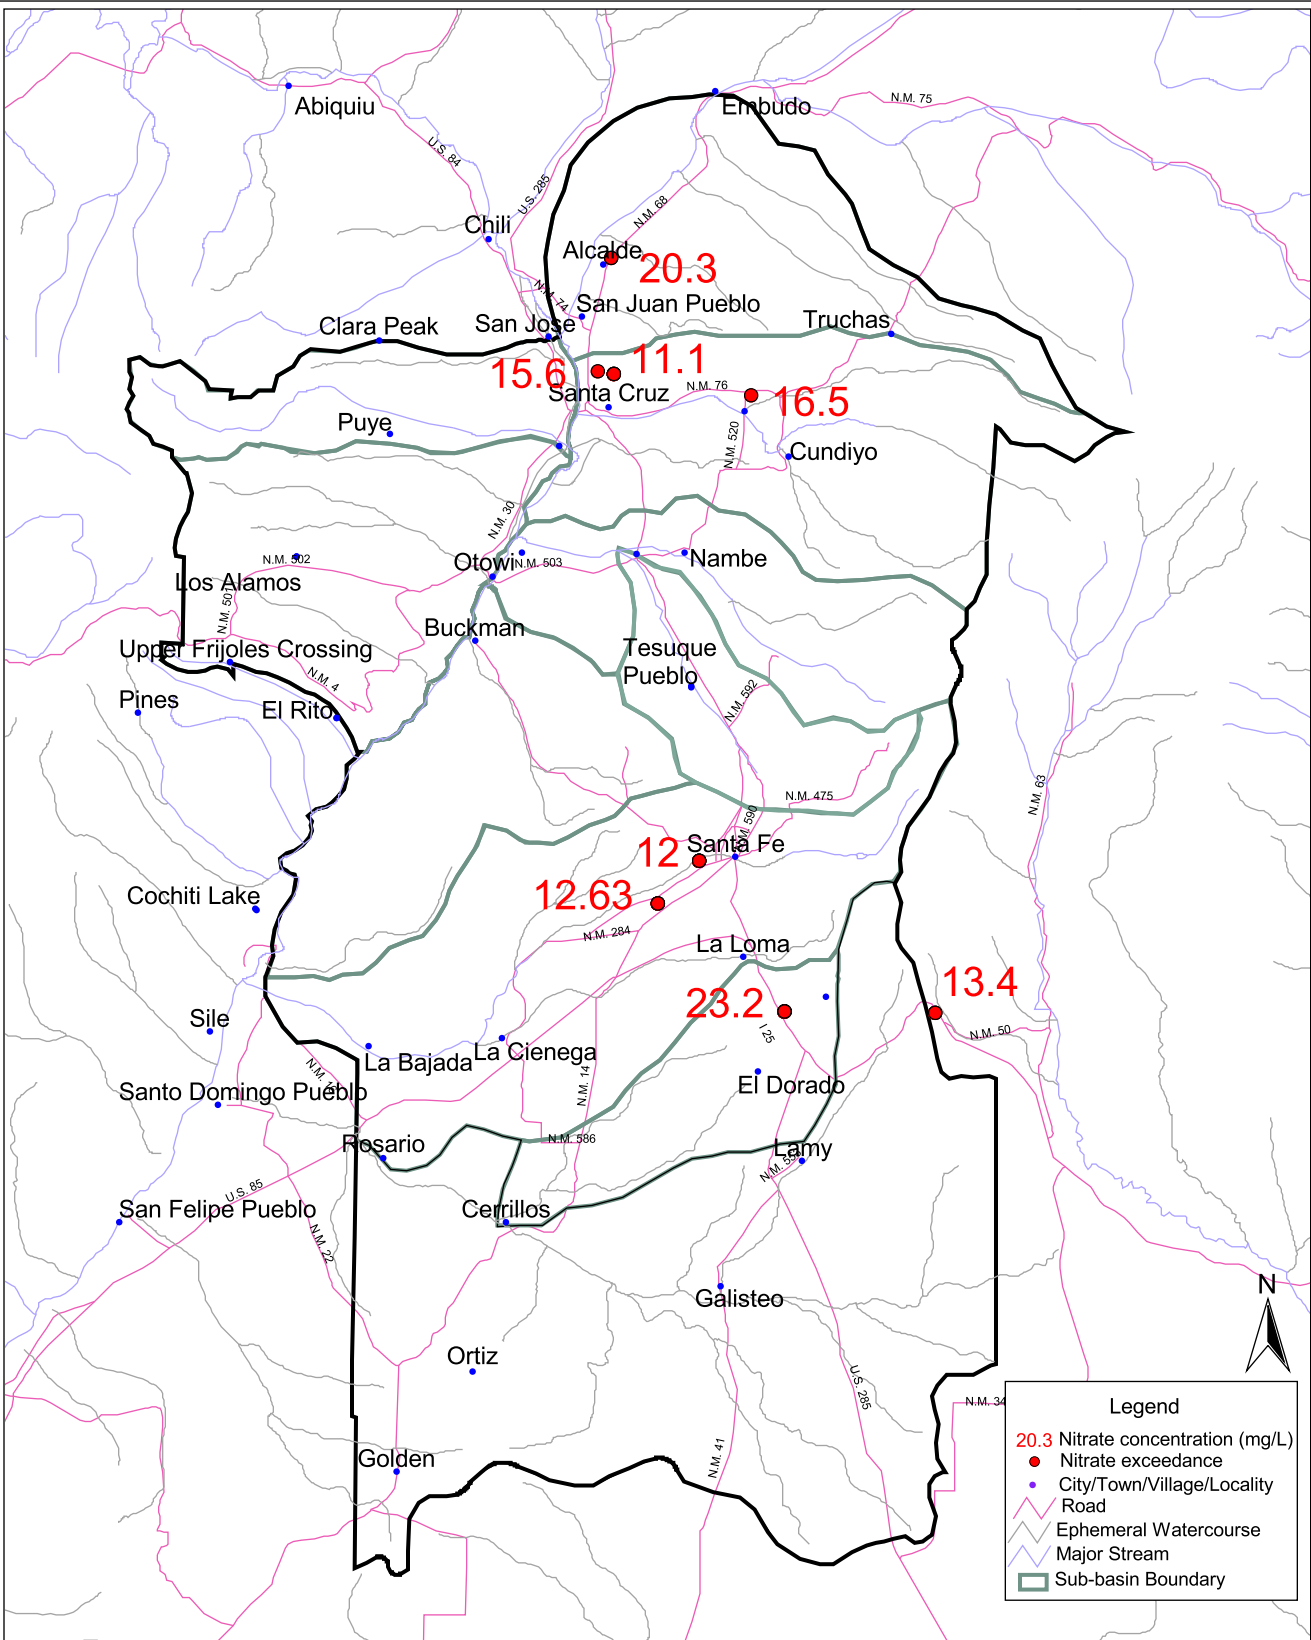 Abiquiu
Embudo
N.M. 75
U.S. 84
U.S. 285
N.M. 68
Chili
Alcalde
20.3
N.M. 74
San Juan Pueblo
Clara Peak
San Jose
Truchas
15.6
11.1
Santa Cruz
N.M. 76
16.5
Puye
N.M. 520
Cundiyo
N.M. 30
N.M. 502
Otowi
N.M. 503
Nambe
Los Alamos
N.M. 501
Buckman
Upper Frijoles Crossing
Tesuque
Pueblo
N.M. 4
N.M. 592
Pines
El Rito
N.M. 475
N.M. 63
N.M. 590
Santa Fe
12
Cochiti Lake
12.63
N.M. 284
La Loma
23.2
13.4
Sile
I 25
N.M. 50
La Bajada
La Cienega
N.M. 16
N.M. 14
El Dorado
Santo Domingo Pueblo
Rosario
N.M. 586
Lamy
U.S. 85
San Felipe Pueblo
Cerrillos
N.M. 22
Galisteo
N
Ortiz
U.S. 285
N.M. 34
N.M. 41
Golden
Legend
20.3 Nitrate concentration (mg/L)
Nitrate exceedance
City/Town/Village/Locality
Road
Ephemeral Watercourse
Major Stream
Sub-basin Boundary